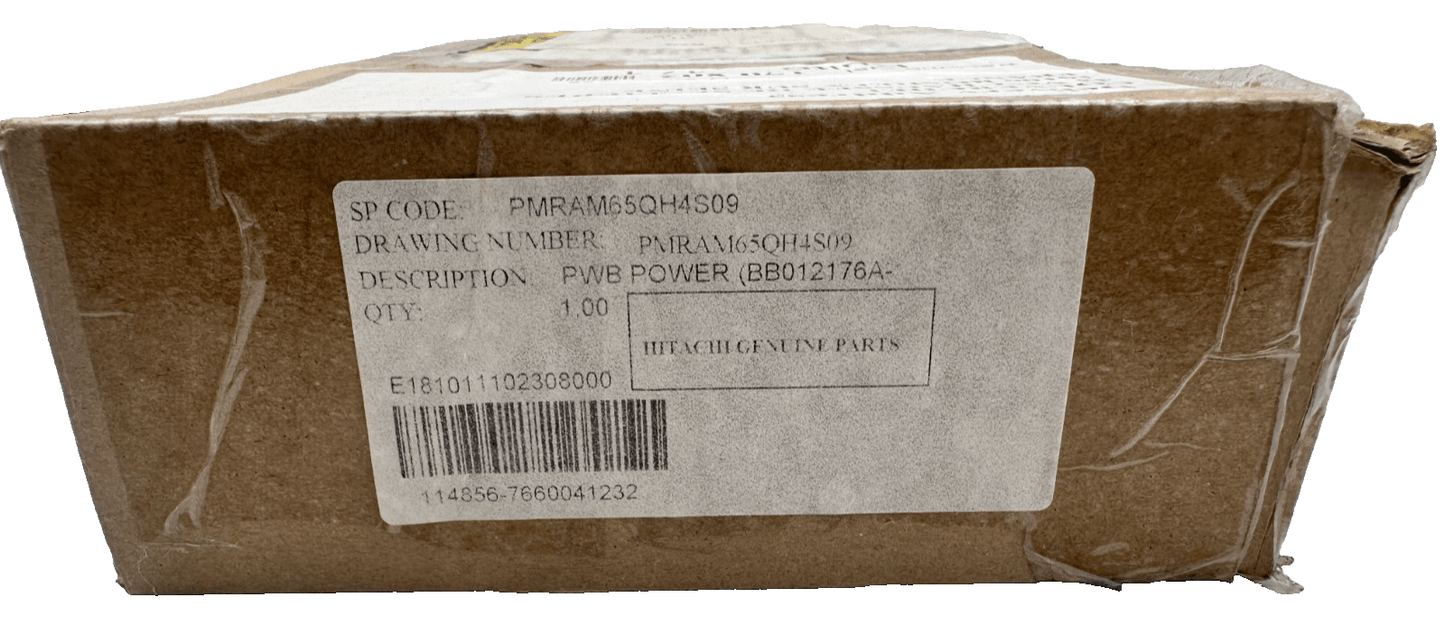 SP CODE: PMRAM65QH4S09
DRAWING NUMBER: PMRAM65QH4S09
DESCRIPTION: PWB POWER (BB012176A-
QTY: 1.00
HITACHI GENUINE PARTS
E181011102308000
114856-7660041232